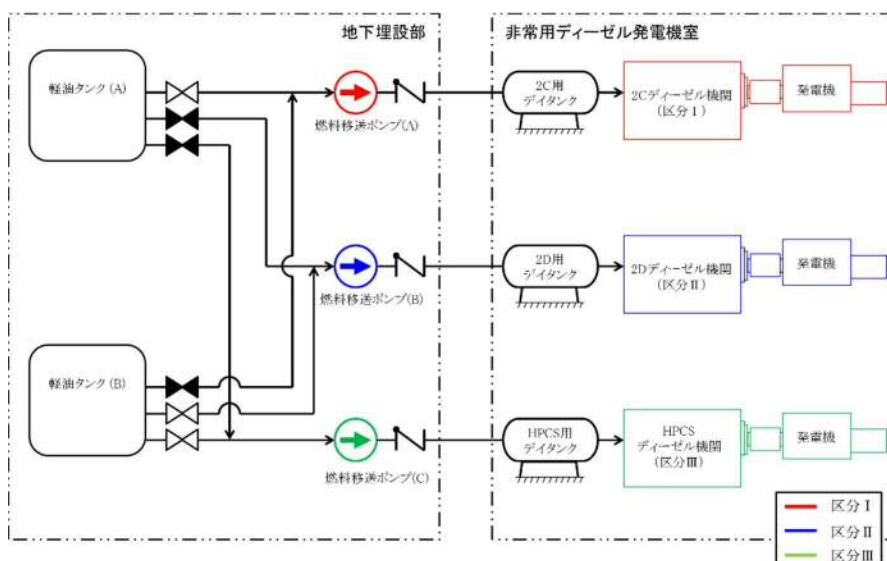 地下埋設部
非常用ディーゼル発電機室
軽油タンク(A)
燃料移送ポンプ(A)
2C用
デイタンク
2Cディーゼル機関
(区分Ⅰ)
発電機
燃料移送ポンプ(B)
2D用
デイタンク
2Dディーゼル機関
(区分Ⅱ)
発電機
軽油タンク(B)
燃料移送ポンプ(C)
HPCS用
デイタンク
HPCS
ディーゼル機関
(区分Ⅲ)
発電機
区分Ⅰ
区分Ⅱ
区分Ⅲ